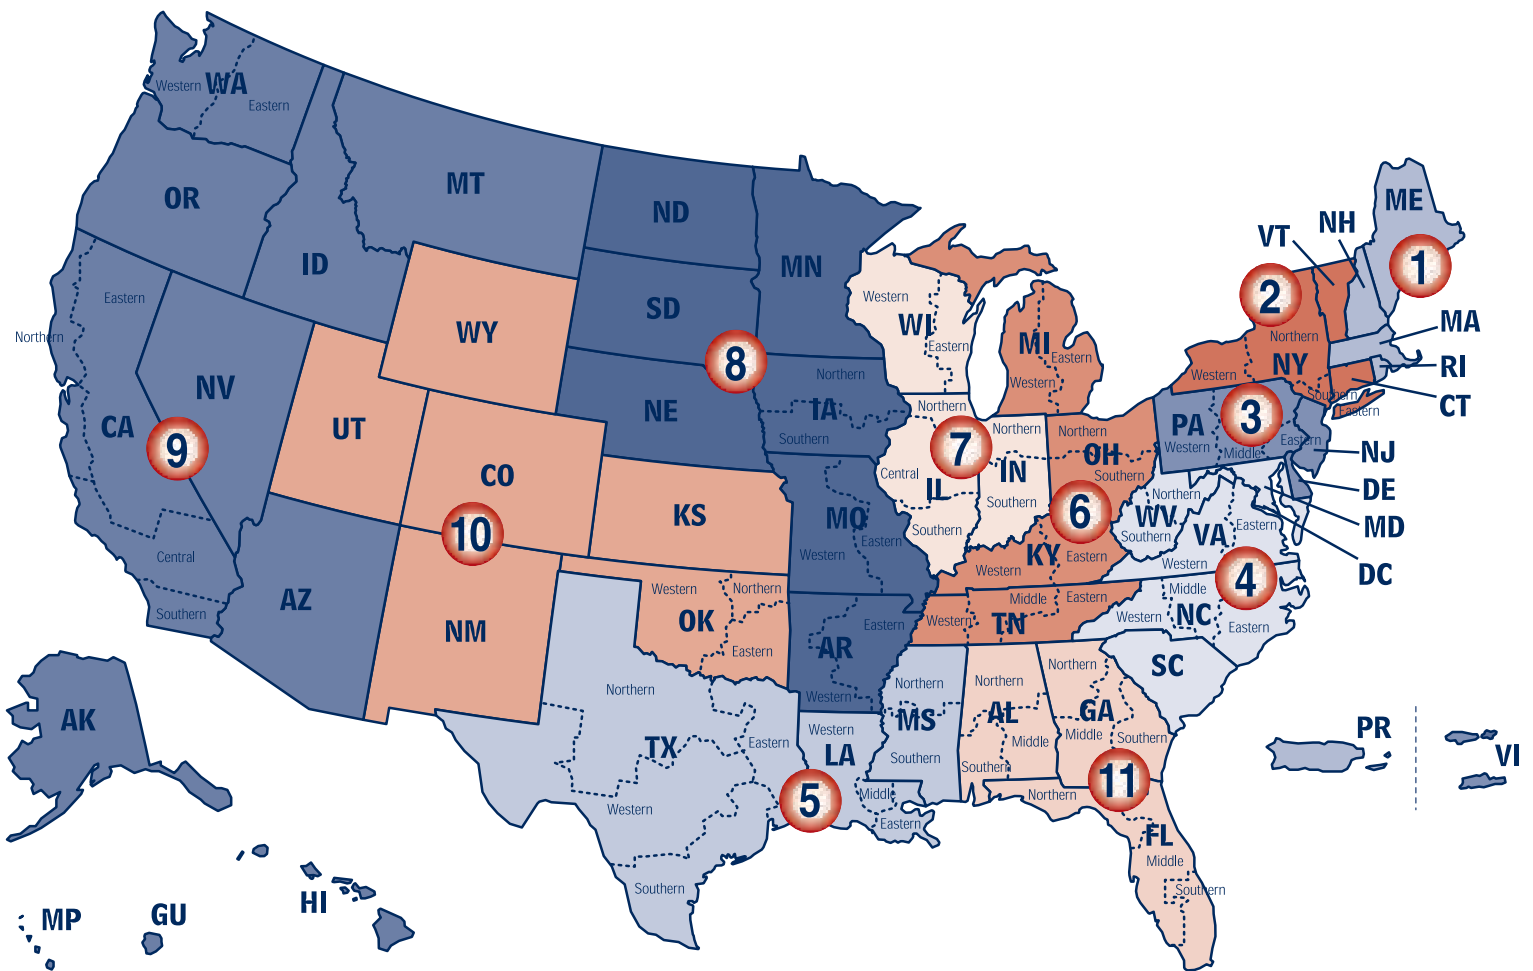 WA
Western
Eastern
OR
MT
ID
ND
MN
SD
WY
NE
8
Northern
IA
Southern
Eastern
Northern
CA
NV
9
Central
Southern
UT
CO
10
KS
AZ
NM
MO
Western
Eastern
Western
Northern
OK
Eastern
Eastern
AR
Western
Northern
TX
Eastern
Western
Southern
Western
LA
Middle
Eastern
5
Northern
MS
Southern
Northern
AL
Middle
Southern
Northern
GA
Middle
Southern
11
Northern
FL
Middle
Southern
Western
WI
Eastern
MI
Western
Eastern
Northern
7
Central
IL
Southern
Northern
IN
Southern
Northern
OH
Southern
6
KY
Western
Eastern
Western
Middle
Eastern
TN
Northern
WV
Southern
VA
Eastern
Western
4
Middle
Western
NC
Eastern
SC
ME
NH
VT
1
2
Northern
NY
Western
Southern
Eastern
MA
RI
CT
PA
Western
3
Middle
Eastern
NJ
DE
MD
DC
PR
VI
AK
HI
GU
MP